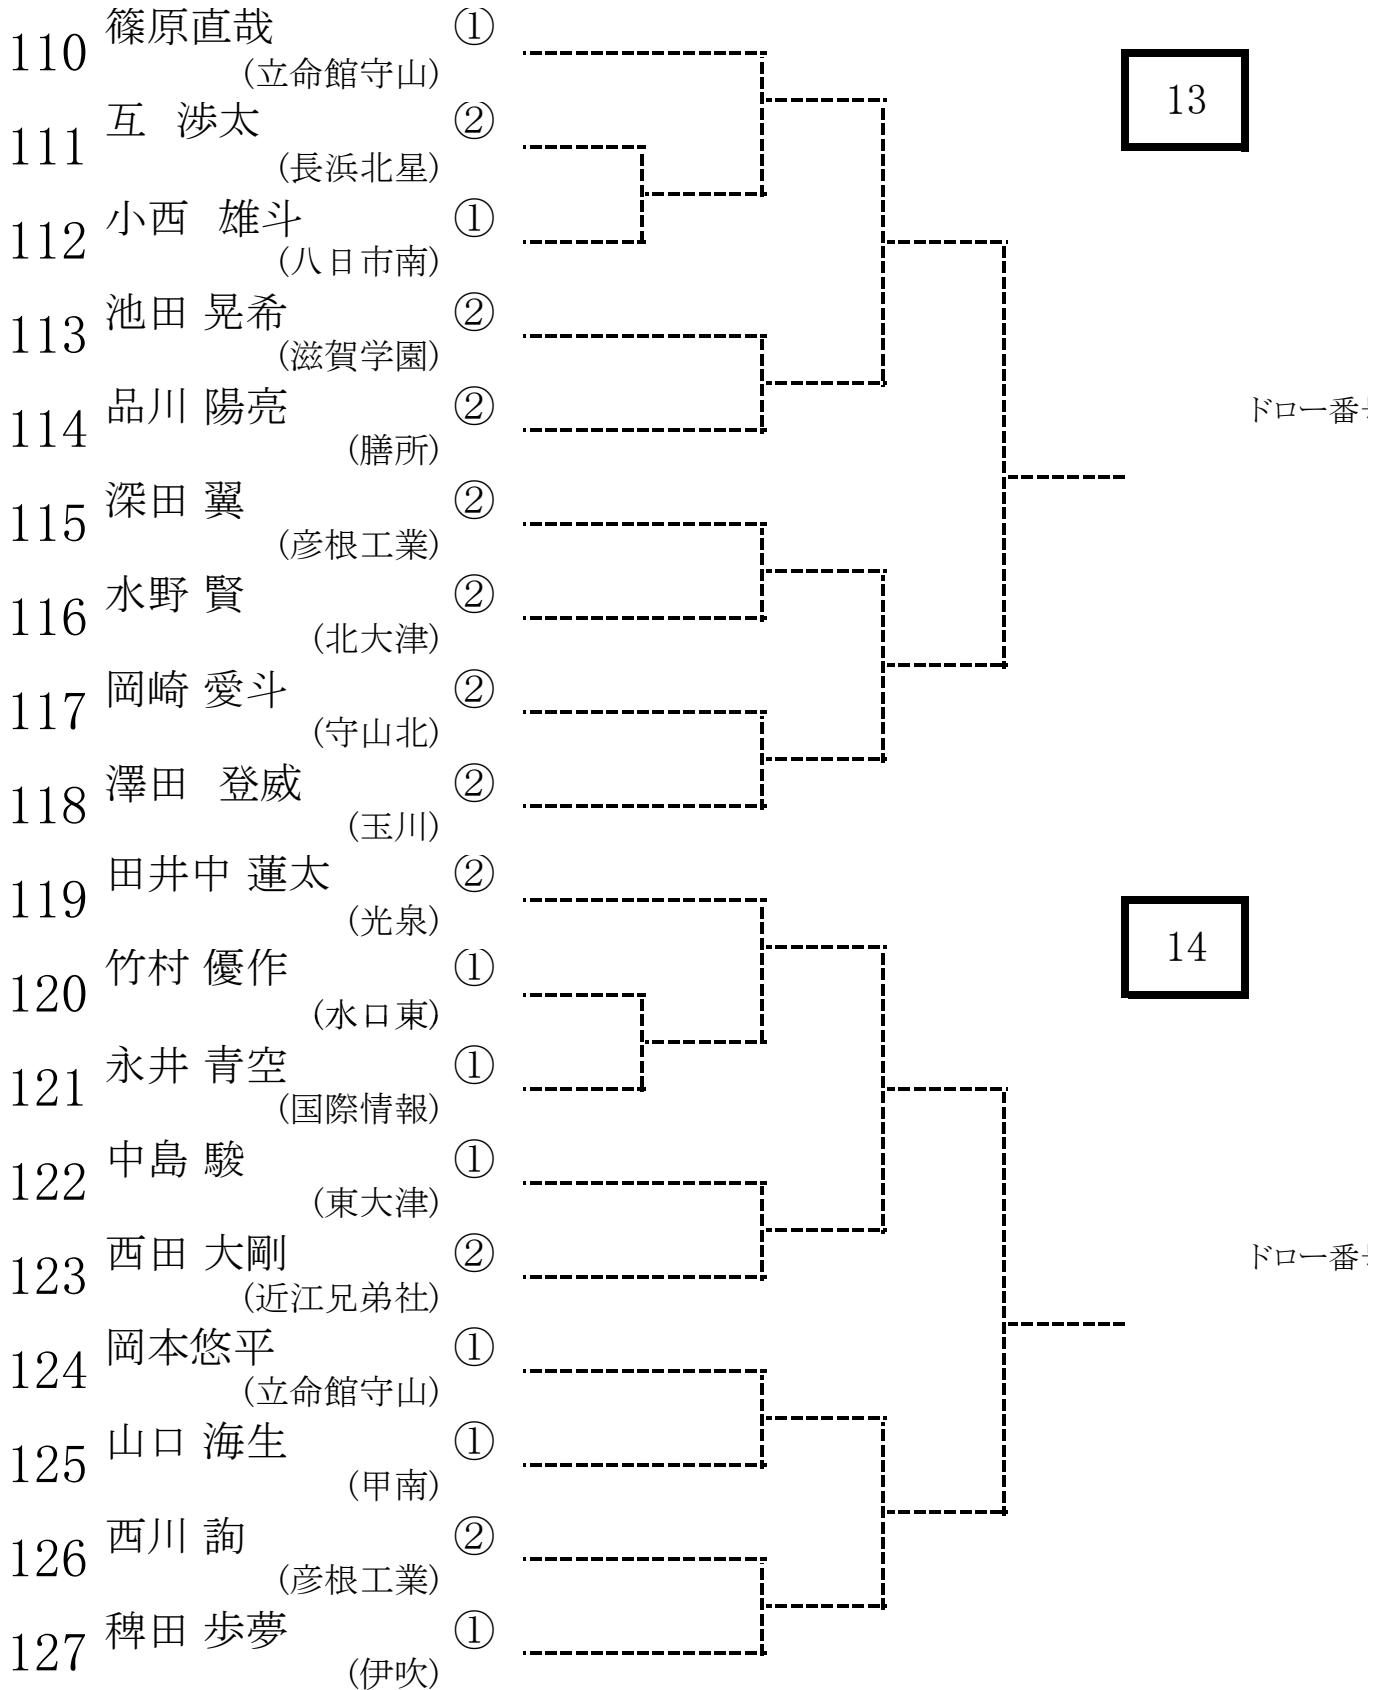 110 篠原直哉 ①
(立命館守山)
13
111 互 渉太 ②
(長浜北星)
112 小西 雄斗 ①
(八日市南)
113 池田 晃希 ②
(滋賀学園)
114 品川 陽亮 ②
(膳所)
ドロー番
115 深田 翼 ②
(彦根工業)
116 水野 賢 ②
(北大津)
117 岡崎 愛斗 ②
(守山北)
118 澤田 登威 ②
(玉川)
119 田井中 蓮太 ②
(光泉)
14
120 竹村 優作 ①
(水口東)
121 永井 青空 ①
(国際情報)
122 中島 駿 ①
(東大津)
123 西田 大剛 ②
(近江兄弟社)
ドロー番
124 岡本悠平 ①
(立命館守山)
125 山口 海生 ①
(甲南)
126 西川 詢 ②
(彦根工業)
127 稗田 歩夢 ①
(伊吹)